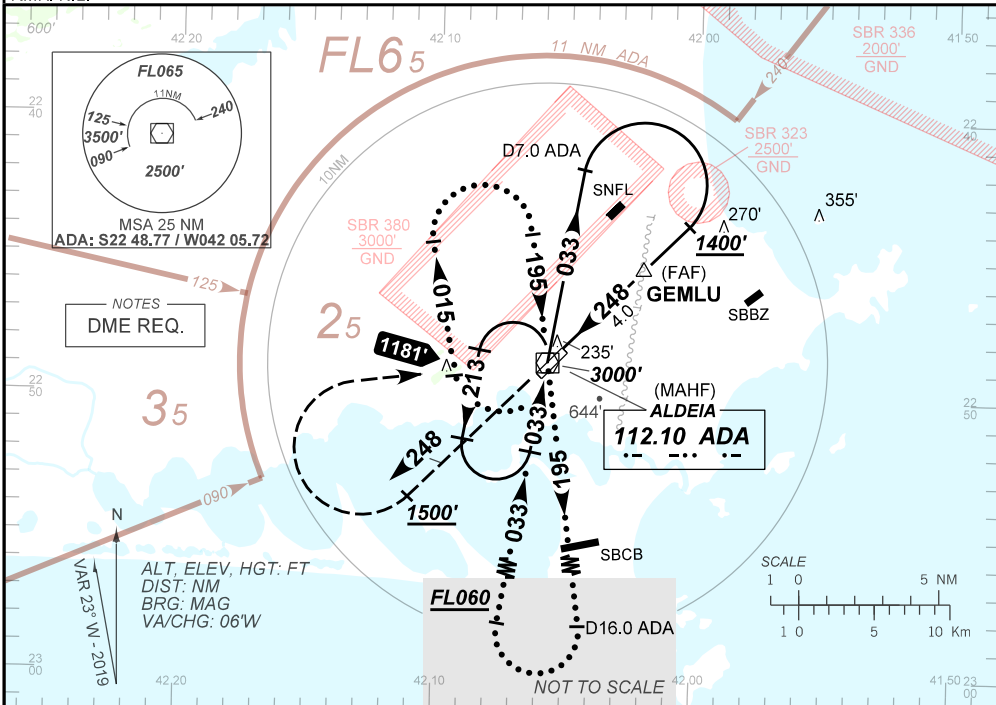 600'
42 20
42 10
42 00
41 50
FL65
11 NM ADA
240
SBR 336
2000'
GND
FL065
11NM
240
125
3500'
090
2500'
MSA 25 NM
ADA: S22 48.77 / W042 05.72
22 40
22 40
10NM
D7.0 ADA
SNFL
SBR 323
2500'
GND
355'
270'
1400'
SBR 380
3000'
GND
195
033
015
(FAF)
GEMLU
248
4.0
SBBZ
125
NOTES
DME REQ.
25
1181'
213
235'
3000'
(MAHF)
ALDEIA
112.10 ADA
644'
22 50
22 50
35
033
248
195
1500'
090
033
SBCB
N
VAR 23° W - 2019
ALT, ELEV, HGT: FT
DIST: NM
BRG: MAG
VA/CHG: 06'W
FL060
D16.0 ADA
NOT TO SCALE
SCALE
1 0 5 NM
1 0 5 10 Km
23 00
23 00
42 20
42 10
42 00
41 50